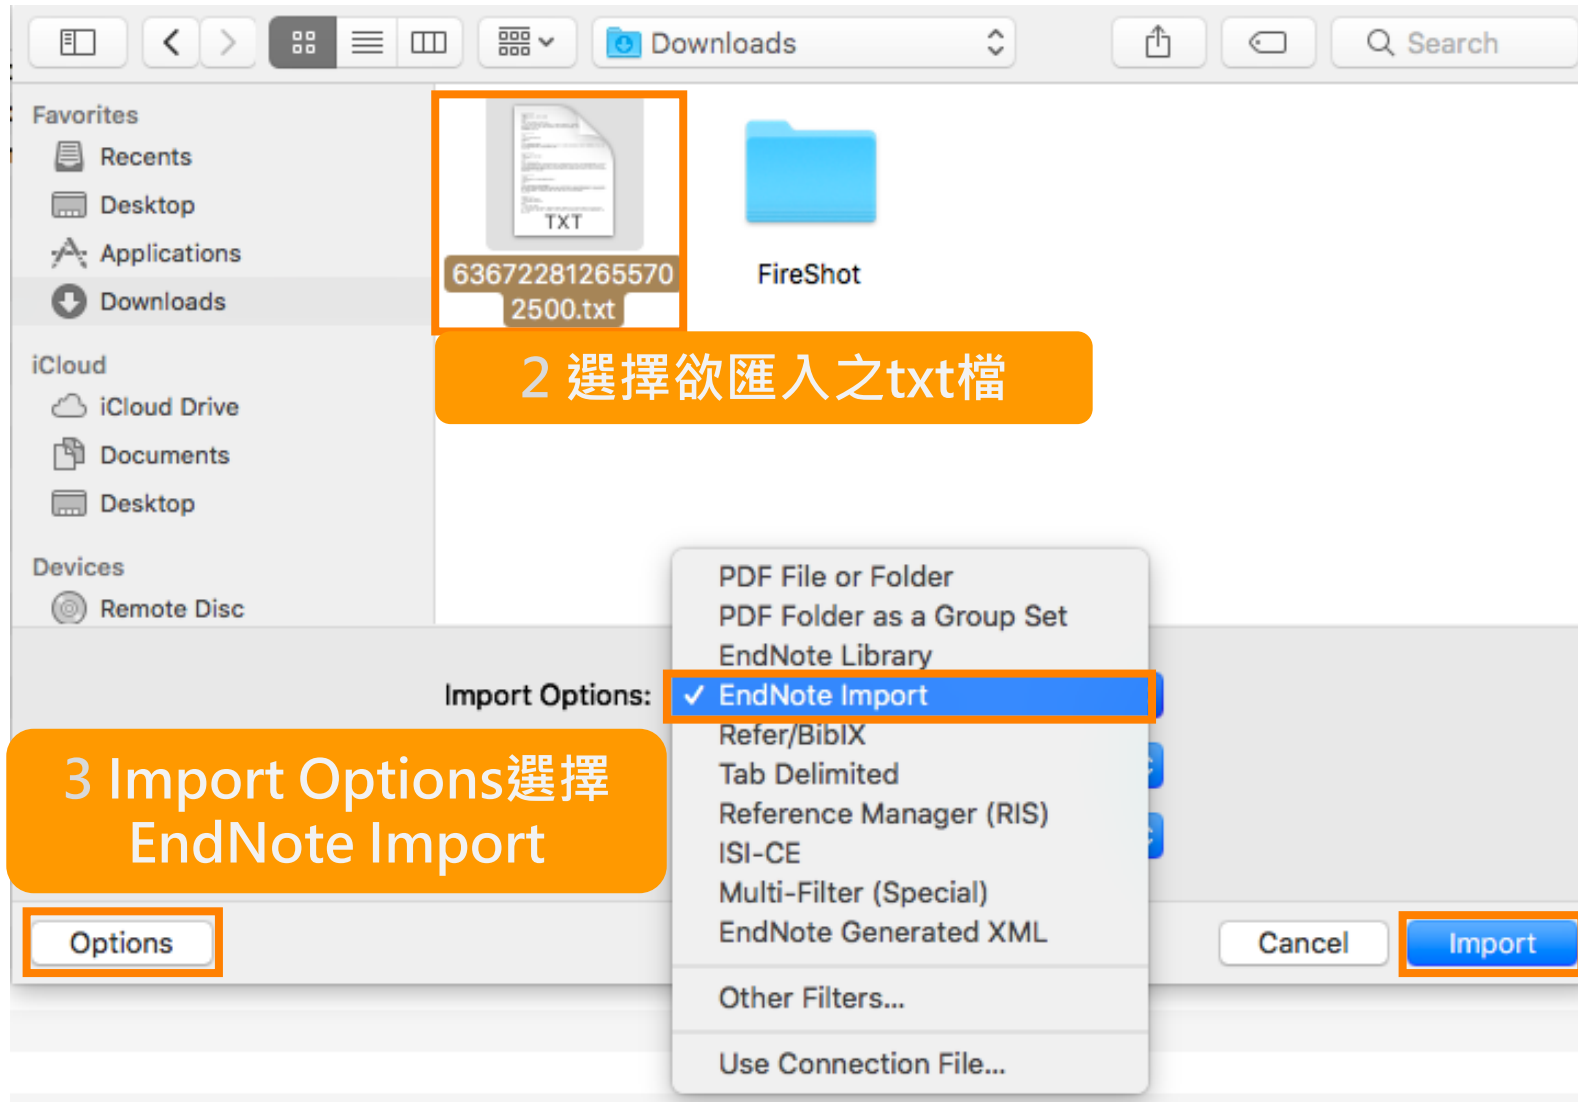 Downloads
Search
Favorites
Recents
Desktop
Applications
Downloads
iCloud
iCloud Drive
Documents
Desktop
Devices
Remote Disc
TXT
63672281265570
2500.txt
FireShot
2 選擇欲匯入之txt檔
Import Options:
PDF File or Folder
PDF Folder as a Group Set
EndNote Library
✓ EndNote Import
Refer/BibIX
Tab Delimited
Reference Manager (RIS)
ISI-CE
Multi-Filter (Special)
EndNote Generated XML
Other Filters...
Use Connection File...
3 Import Options選擇
EndNote Import
Options
Cancel
Import